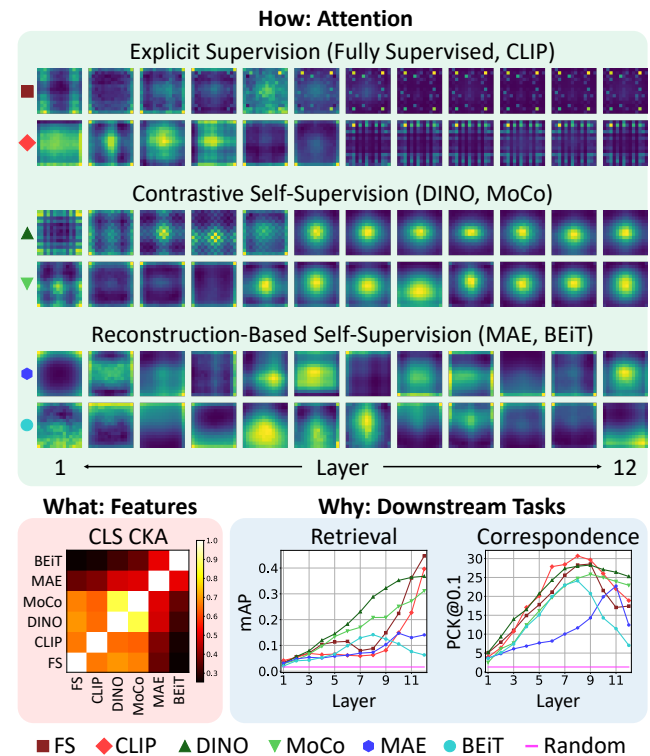 How: Attention
Explicit Supervision (Fully Supervised, CLIP)
Contrastive Self-Supervision (DINO, MoCo)
Reconstruction-Based Self-Supervision (MAE, BEiT)
1 Layer 12
What: Features
CLS CKA
BEiT
MAE
MoCo
DINO
CLIP
FS
FS CLIP DINO MoCo MAE BEiT
1.0
0.9
0.8
0.7
0.6
0.5
0.4
0.3
Why: Downstream Tasks
Retrieval
mAP
0.4
0.3
0.2
0.1
0.0
1 3 5 7 9 11
Layer
Correspondence
PCK@0.1
30
25
20
15
10
5
0
1 3 5 7 9 11
Layer
FS CLIP DINO MoCo MAE BEiT Random